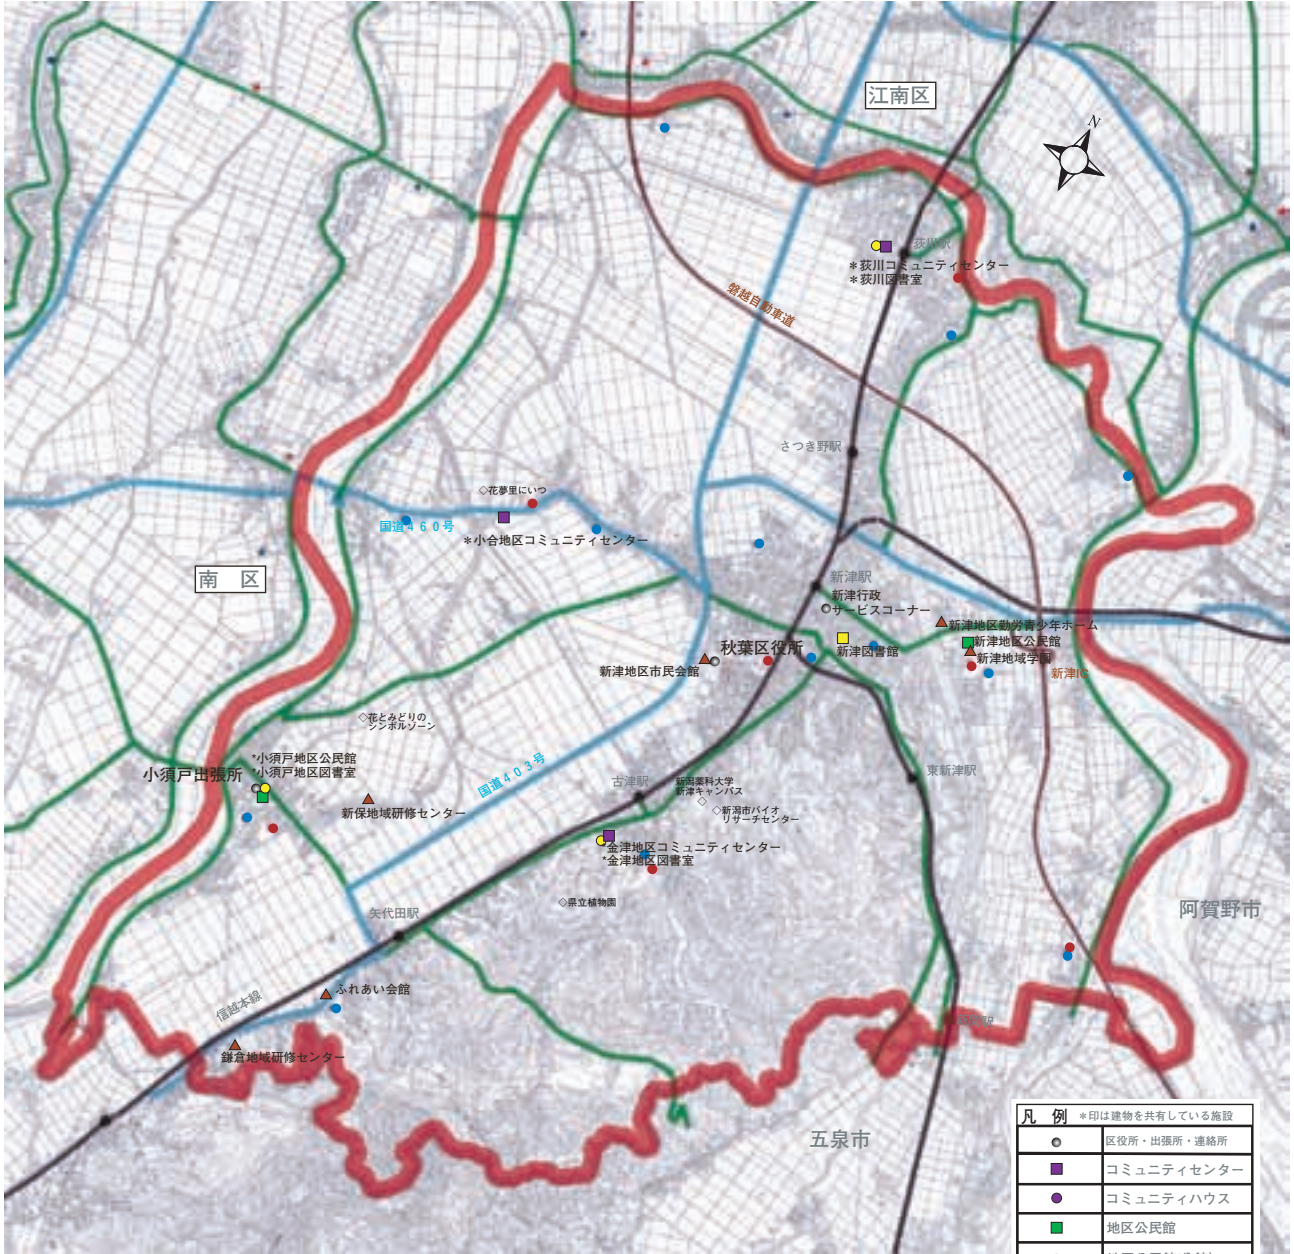 江南区
N
荻川駅
＊荻川コミュニティセンター
＊荻川図書室
磐越自動車道
さつき野駅
◇花夢里にいつ
国道４６０号
＊小合地区コミュニティセンター
南　区
新津駅
新津行政
サービスコーナー
新津地区勤労青少年ホーム
新津地区公民館
新津図書館
新津地域学園
秋葉区役所
新津地区市民会館
新津IC
◇花とみどりの
シンボルゾーン
*小須戸地区公民館
*小須戸地区図書室
小須戸出張所
国道４０３号
東新津駅
古津駅
新潟薬科大学
新津キャンパス
◇新潟市バイオ
リサーチセンター
新保地域研修センター
*金津地区コミュニティセンター
*金津地区図書室
◇県立植物園
矢代田駅
阿賀野市
ふれあい会館
信越本線
鎌倉地域研修センター
五泉市
凡　例　＊印は建物を共有している施設
区役所・出張所・連絡所
コミュニティセンター
コミュニティハウス
地区公民館